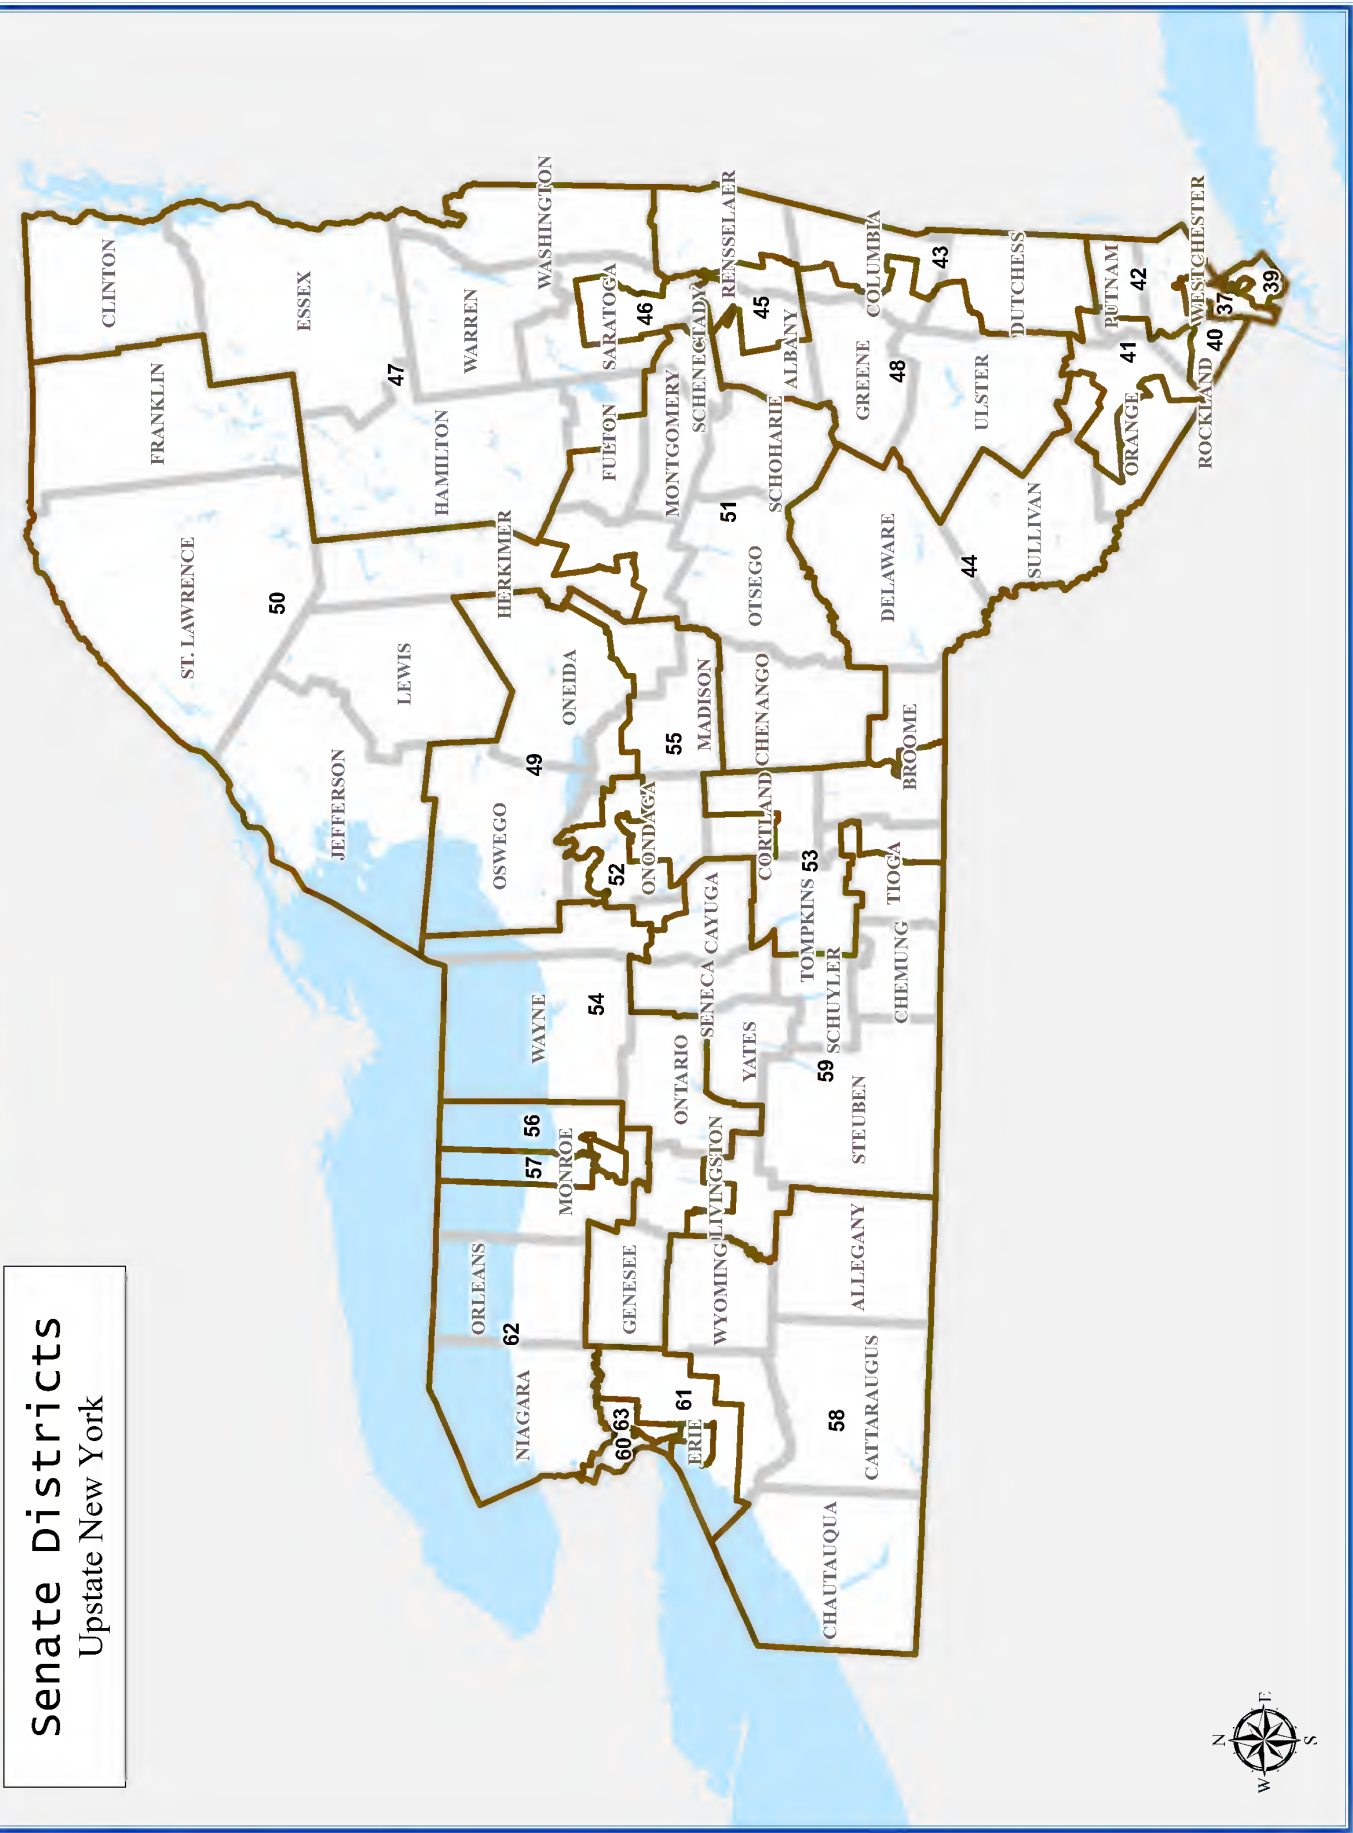 Senate Districts
Upstate New York
CLINTON
FRANKLIN
ST. LAWRENCE
ESSEX
50
47
JEFFERSON
LEWIS
HAMILTON
WARREN
HERKIMER
WASHINGTON
OSWEGO
49
ONEIDA
FULTON
SARATOGA
46
ORLEANS
62
NIAGARA
WAYNE
54
56
57
MONROE
GENESEE
52
ONONDAGA
55
MADISON
MONTGOMERY
SCHENECTADY
RENSSELAER
60
63
61
ERIE
WYOMING
LIVINGSTON
ONTARIO
SENECA
CAYUGA
YATES
CORTLAND
CHENANGO
OTSEGO
51
SCHOHARIE
ALBANY
45
53
TOMPKINS
SCHUYLER
59
STEUBEN
CHEMUNG
TIOGA
BROOME
DELAWARE
GREENE
COLUMBIA
48
43
CHAUTAUQUA
58
CATTARAUGUS
ALLEGANY
44
SULLIVAN
ULSTER
DUTCHESS
ORANGE
41
PUTNAM
42
ROCKLAND
40
WESTCHESTER
37
39
N
W
E
S